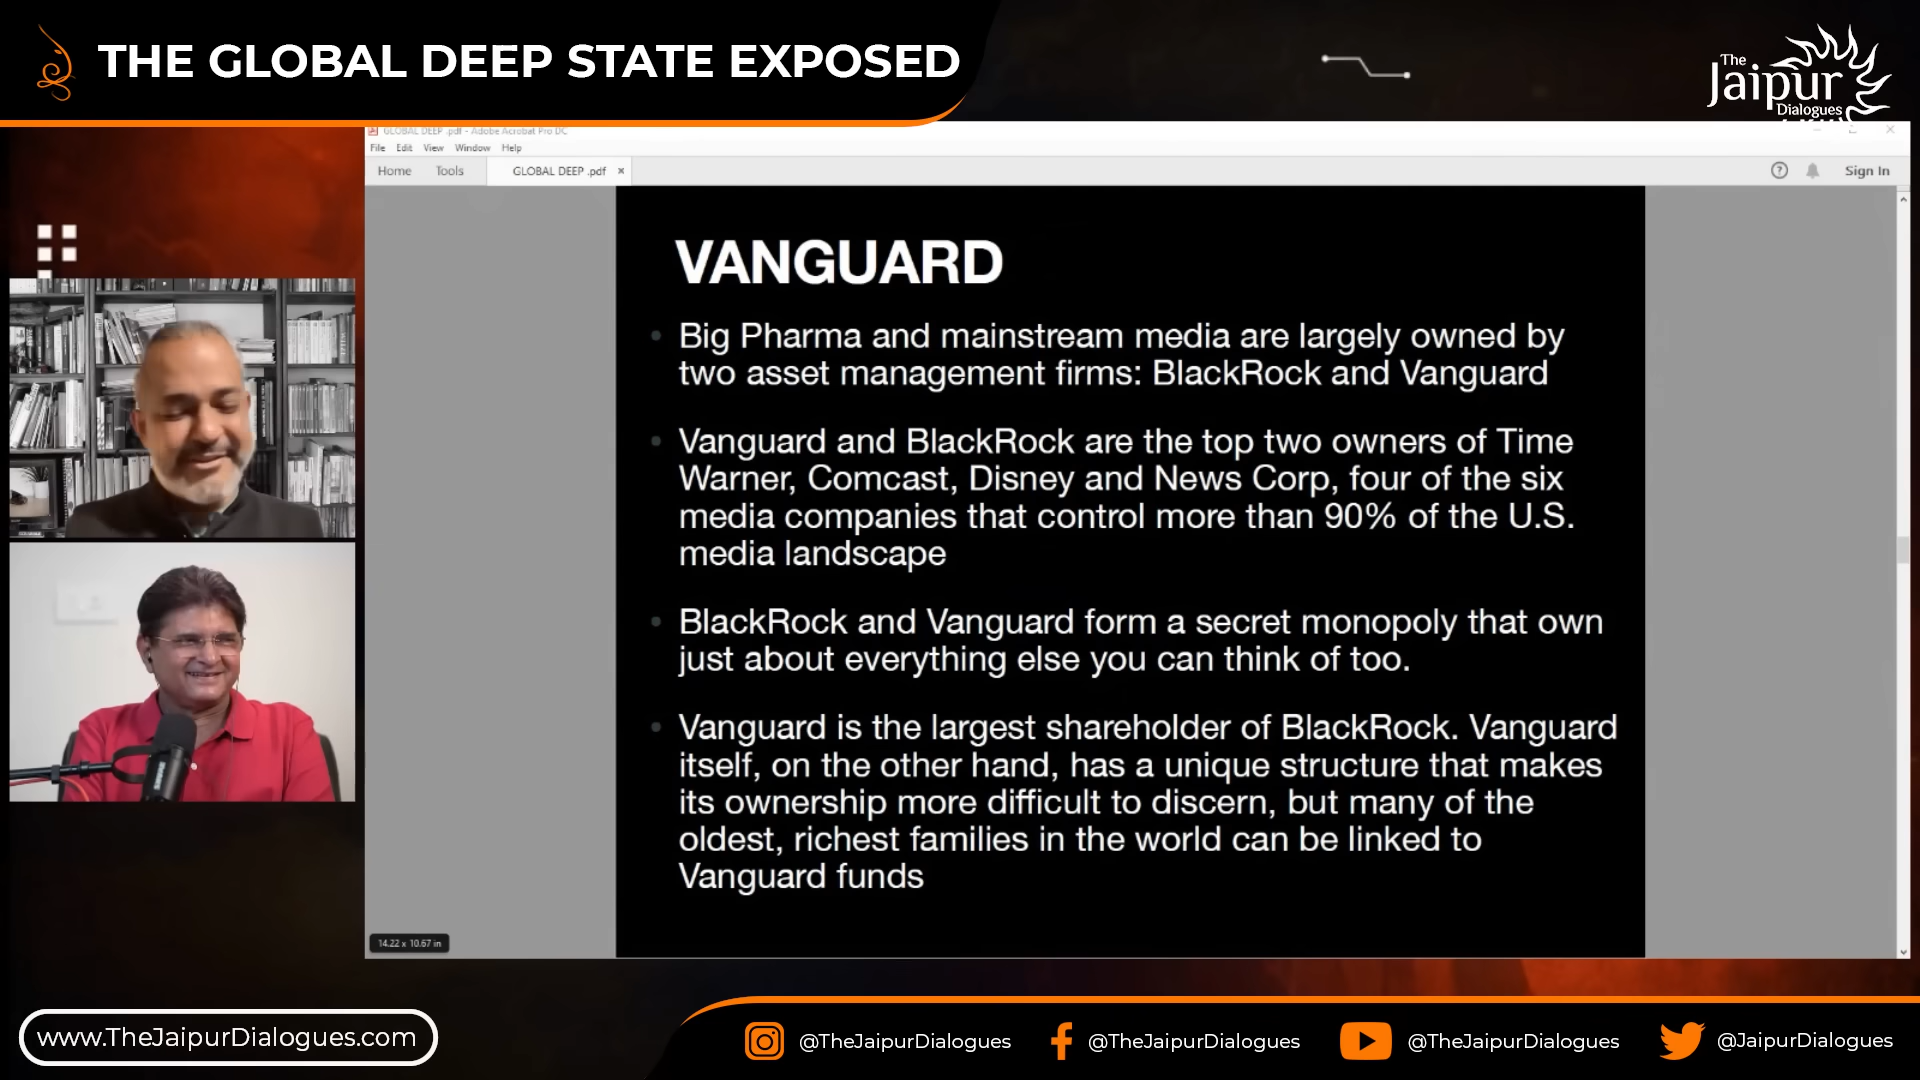 THE GLOBAL DEEP STATE EXPOSED
The
Jaipur
Dialogues
GLOBAL DEEP .pdf - Adobe Acrobat Pro DC
File Edit View Window Help
Home Tools GLOBAL DEEP .pdf × Sign In
VANGUARD
• Big Pharma and mainstream media are largely owned by
two asset management firms: BlackRock and Vanguard
• Vanguard and BlackRock are the top two owners of Time
Warner, Comcast, Disney and News Corp, four of the six
media companies that control more than 90% of the U.S.
media landscape
• BlackRock and Vanguard form a secret monopoly that own
just about everything else you can think of too.
• Vanguard is the largest shareholder of BlackRock. Vanguard
itself, on the other hand, has a unique structure that makes
its ownership more difficult to discern, but many of the
oldest, richest families in the world can be linked to
Vanguard funds
14.22 x 10.67 in
www.TheJaipurDialogues.com
@TheJaipurDialogues @TheJaipurDialogues @TheJaipurDialogues @JaipurDialogues